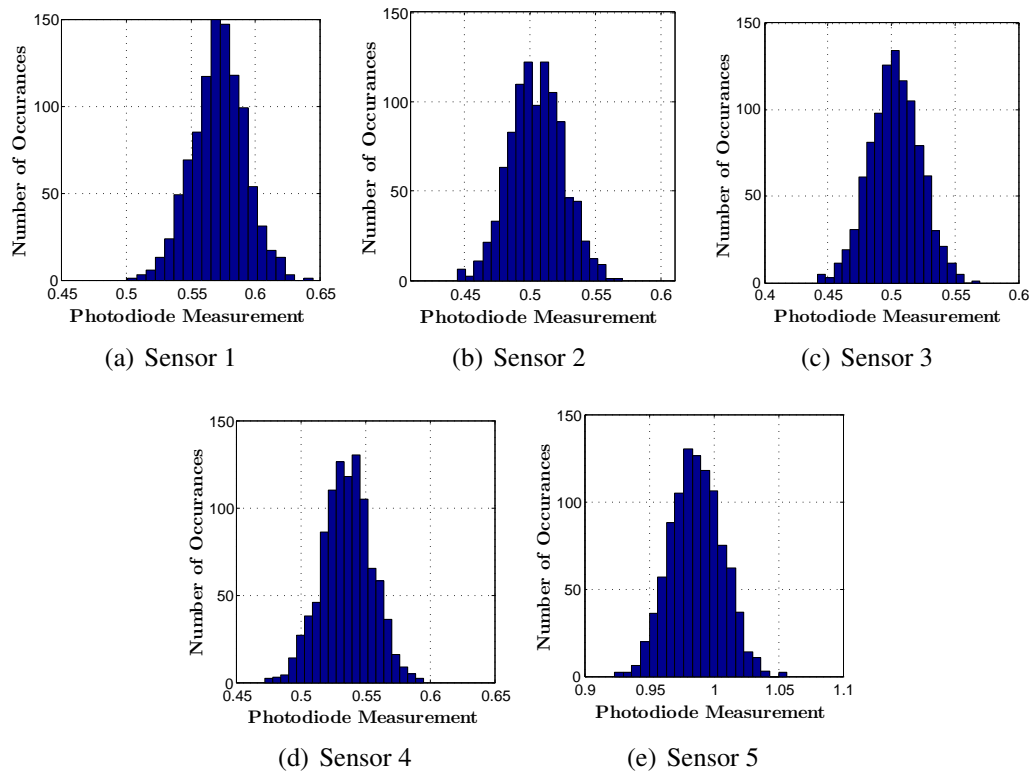 150
100
50
0
0.45 0.5 0.55 0.6 0.65
Number of Occurances
Photodiode Measurement
(a) Sensor 1
150
100
50
0
0.45 0.5 0.55 0.6
Number of Occurances
Photodiode Measurement
(b) Sensor 2
150
100
50
0
0.4 0.45 0.5 0.55 0.6
Number of Occurances
Photodiode Measurement
(c) Sensor 3
150
100
50
0
0.45 0.5 0.55 0.6 0.65
Number of Occurances
Photodiode Measurement
(d) Sensor 4
150
100
50
0
0.9 0.95 1 1.05 1.1
Number of Occurances
Photodiode Measurement
(e) Sensor 5